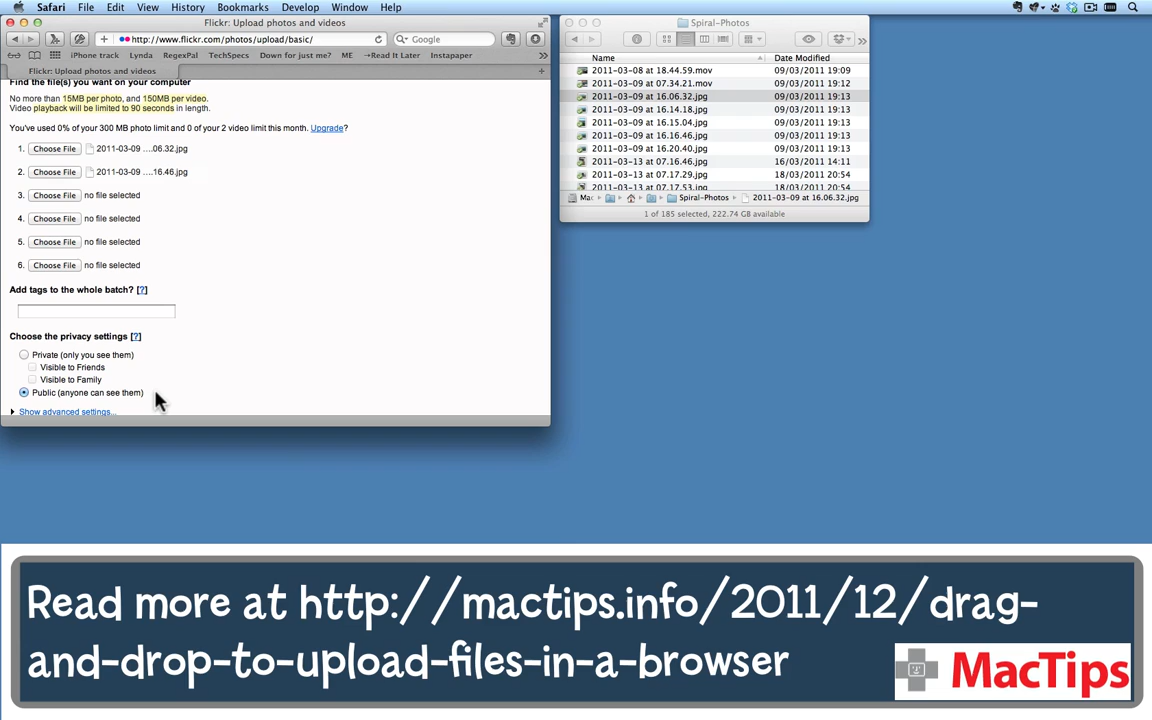 Safari File Edit View History Bookmarks Develop Window Help
Flickr: Upload photos and videos
http://www.flickr.com/photos/upload/basic/
Google
iPhone track Lynda RegexPal TechSpecs Down for just me? ME →Read It Later Instapaper
Flickr: Upload photos and videos
Find the file(s) you want on your computer
No more than 15MB per photo, and 150MB per video.
Video playback will be limited to 90 seconds in length.
You've used 0% of your 300 MB photo limit and 0 of your 2 video limit this month. Upgrade?
1. Choose File 2011-03-09 ....06.32.jpg
2. Choose File 2011-03-09 ....16.46.jpg
3. Choose File no file selected
4. Choose File no file selected
5. Choose File no file selected
6. Choose File no file selected
Add tags to the whole batch? [?]
Choose the privacy settings [?]
Private (only you see them)
Visible to Friends
Visible to Family
Public (anyone can see them)
Show advanced settings...
Spiral-Photos
Name Date Modified
2011-03-08 at 18.44.59.mov 09/03/2011 19:09
2011-03-09 at 07.34.21.mov 09/03/2011 19:12
2011-03-09 at 16.06.32.jpg 09/03/2011 19:13
2011-03-09 at 16.14.18.jpg 09/03/2011 19:13
2011-03-09 at 16.15.04.jpg 09/03/2011 19:13
2011-03-09 at 16.16.46.jpg 09/03/2011 19:13
2011-03-09 at 16.20.40.jpg 09/03/2011 19:13
2011-03-13 at 07.16.46.jpg 16/03/2011 14:11
2011-03-13 at 07.17.29.jpg 18/03/2011 20:54
2011-03-13 at 07.17.53.jpg 18/03/2011 20:54
Mac Spiral-Photos 2011-03-09 at 16.06.32.jpg
1 of 185 selected, 222.74 GB available
Read more at http://mactips.info/2011/12/drag-
and-drop-to-upload-files-in-a-browser
MacTips